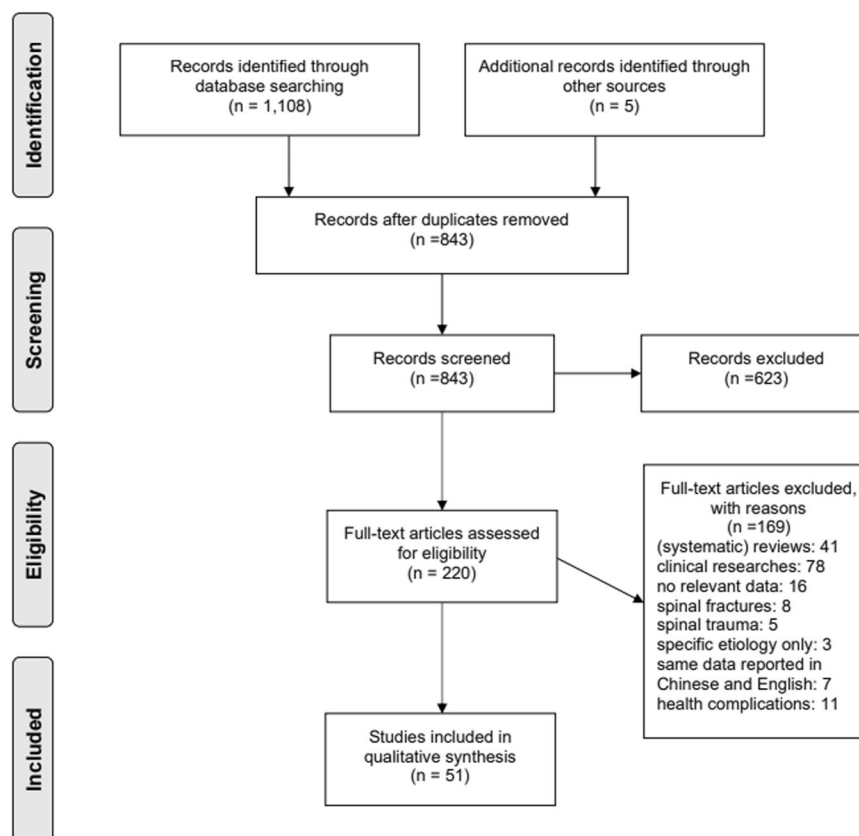 Identification
Records identified through
database searching
(n = 1,108)
Additional records identified through
other sources
(n = 5)
Records after duplicates removed
(n =843)
Screening
Records screened
(n =843)
Records excluded
(n =623)
Eligibility
Full-text articles assessed
for eligibility
(n = 220)
Full-text articles excluded,
with reasons
(n =169)
(systematic) reviews: 41
clinical researches: 78
no relevant data: 16
spinal fractures: 8
spinal trauma: 5
specific etiology only: 3
same data reported in
Chinese and English: 7
health complications: 11
Included
Studies included in
qualitative synthesis
(n = 51)